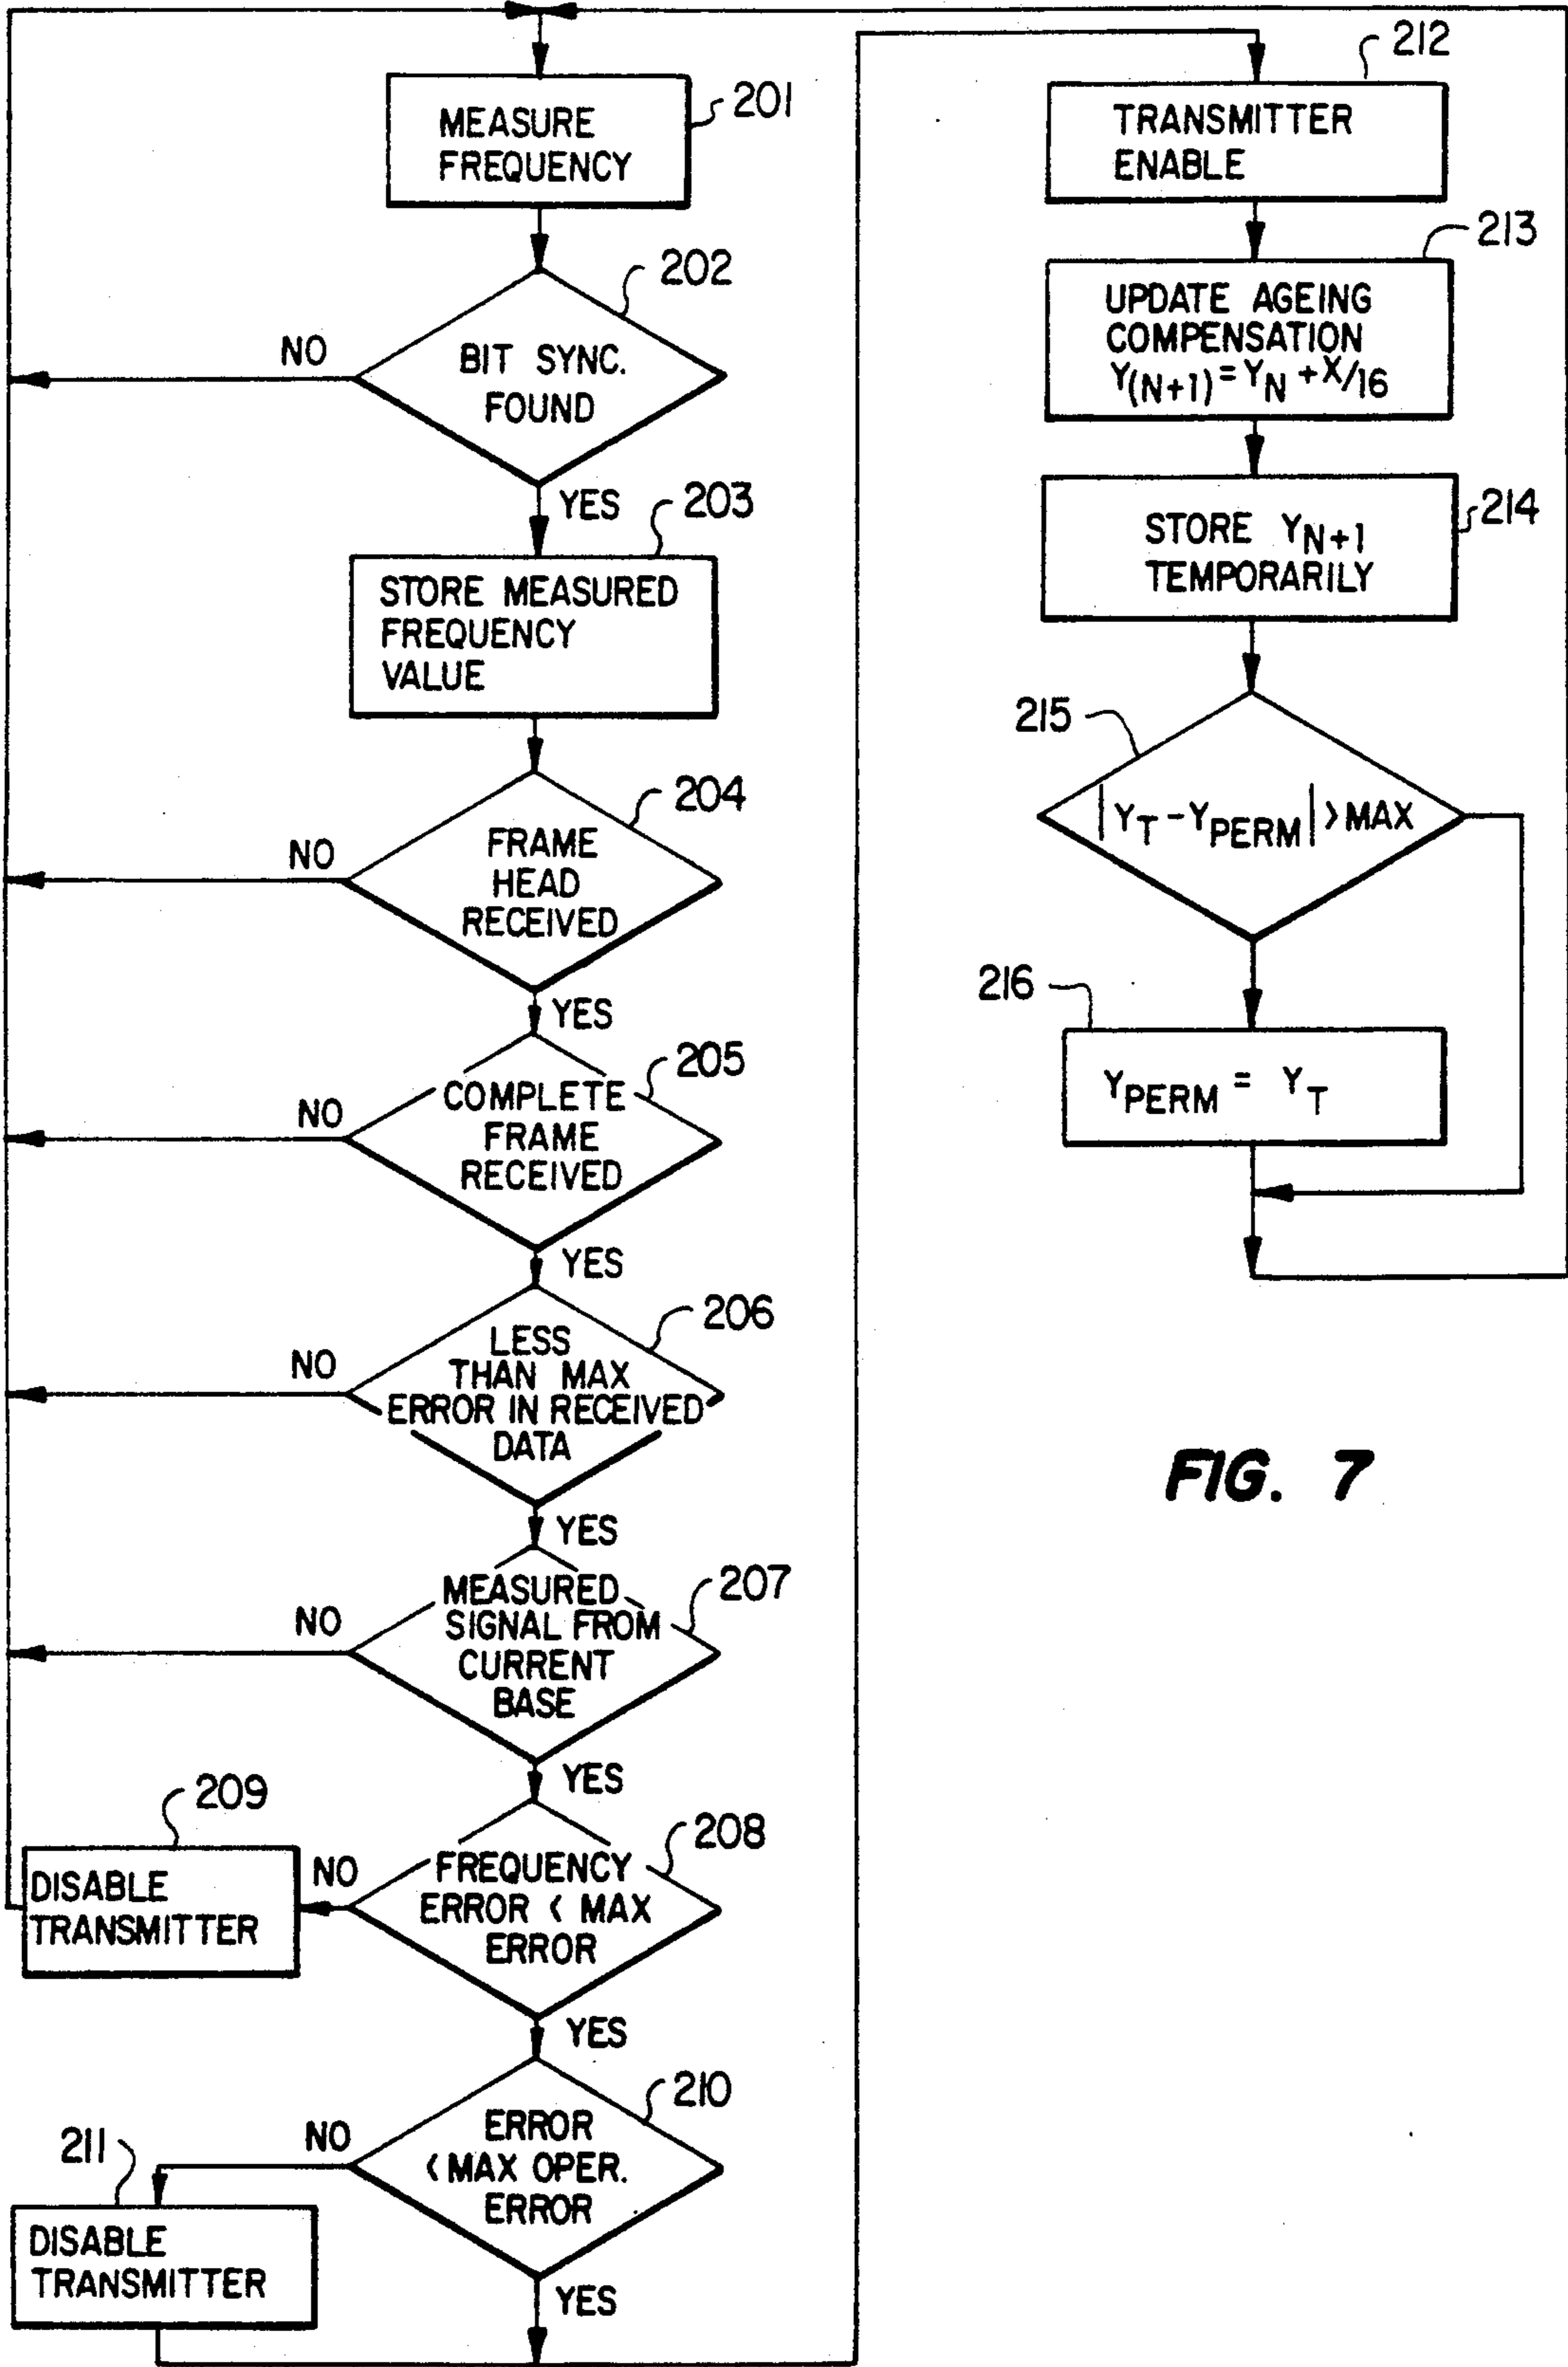 201
MEASURE
FREQUENCY
202
BIT SYNC.
FOUND
NO
YES
203
STORE MEASURED
FREQUENCY
VALUE
204
FRAME
HEAD
RECEIVED
NO
YES
205
COMPLETE
FRAME
RECEIVED
NO
YES
206
LESS
THAN MAX
ERROR IN RECEIVED
DATA
NO
YES
207
MEASURED
SIGNAL FROM
CURRENT
BASE
NO
YES
208
FREQUENCY
ERROR < MAX
ERROR
NO
209
DISABLE
TRANSMITTER
YES
210
ERROR
< MAX OPER.
ERROR
NO
211
DISABLE
TRANSMITTER
YES
212
TRANSMITTER
ENABLE
213
UPDATE AGEING
COMPENSATION
Y(N+1) = YN + X/16
214
STORE YN+1
TEMPORARILY
215
|YT - YPERM| > MAX
216
YPERM = YT
FIG. 7